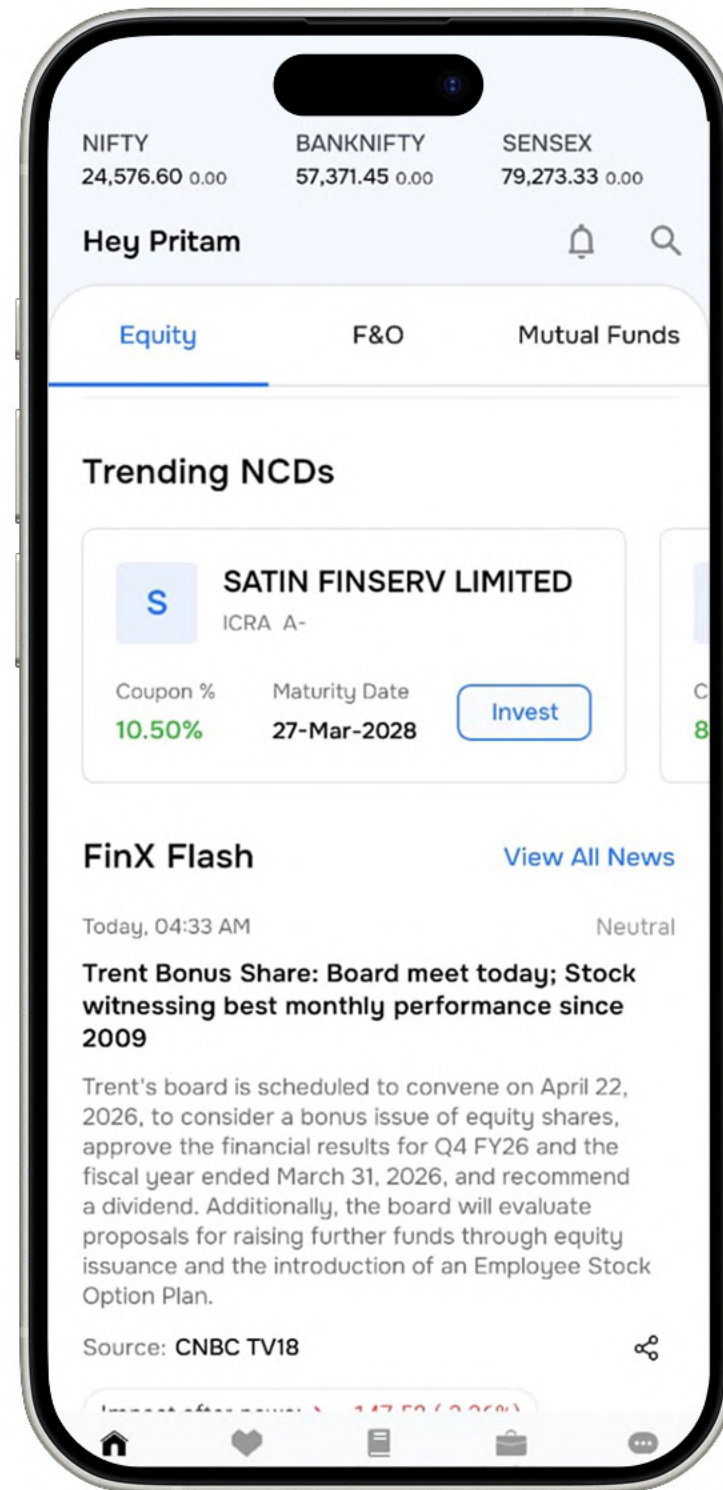 NIFTY BANKNIFTY SENSEX
24,576.60 0.00 57,371.45 0.00 79,273.33 0.00
Hey Pritam
Equity F&O Mutual Funds
Trending NCDs
S SATIN FINSERV LIMITED
ICRA A-
Coupon % Maturity Date
10.50% 27-Mar-2028 Invest
C
8
FinX Flash View All News
Today, 04:33 AM Neutral
Trent Bonus Share: Board meet today; Stock
witnessing best monthly performance since
2009
Trent's board is scheduled to convene on April 22,
2026, to consider a bonus issue of equity shares,
approve the financial results for Q4 FY26 and the
fiscal year ended March 31, 2026, and recommend
a dividend. Additionally, the board will evaluate
proposals for raising further funds through equity
issuance and the introduction of an Employee Stock
Option Plan.
Source: CNBC TV18